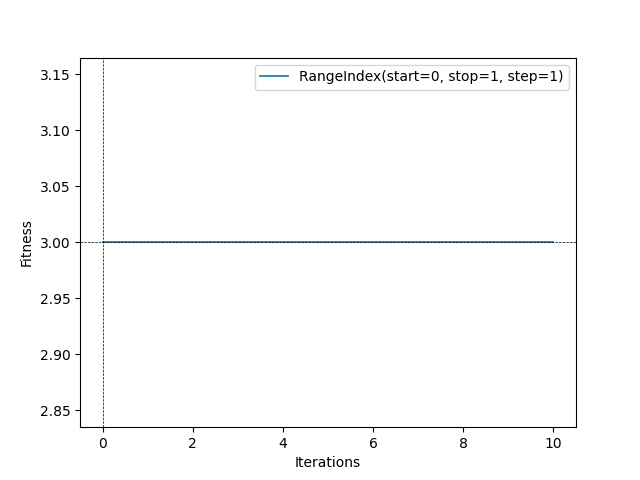 RangeIndex(start=0, stop=1, step=1)
3.15
3.10
3.05
3.00
2.95
2.90
2.85
Fitness
0 2 4 6 8 10
Iterations